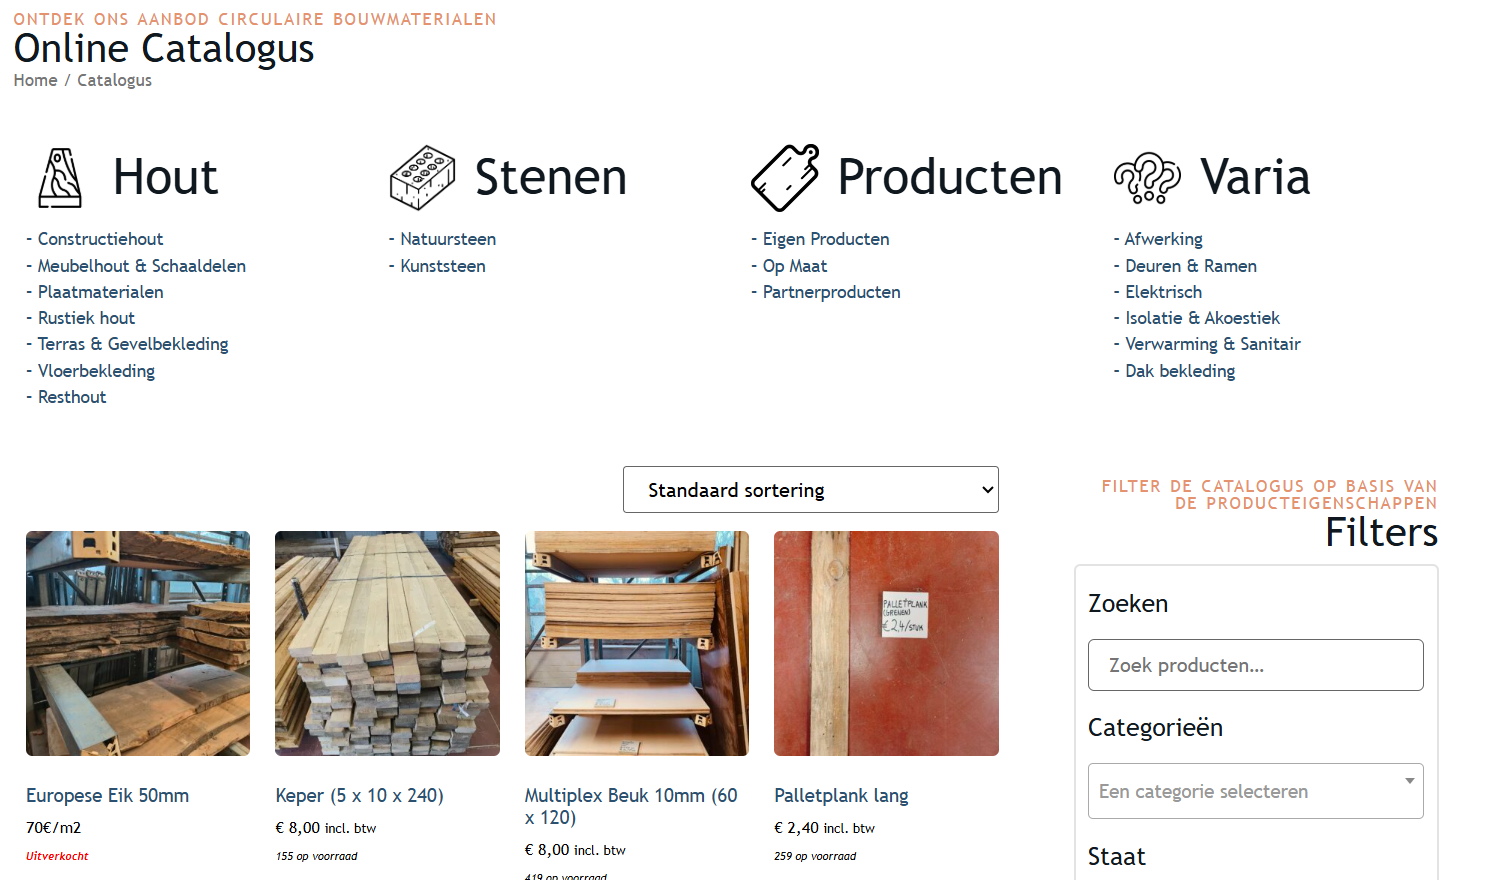 ONTDEK ONS AANBOD CIRCULAIRE BOUWMATERIALEN
Online Catalogus
Home / Catalogus
Hout
- Constructiehout
- Meubelhout & Schaaldelen
- Plaatmaterialen
- Rustiek hout
- Terras & Gevelbekleding
- Vloerbekleding
- Resthout
Stenen
- Natuursteen
- Kunststeen
Producten
- Eigen Producten
- Op Maat
- Partnerproducten
Varia
- Afwerking
- Deuren & Ramen
- Elektrisch
- Isolatie & Akoestiek
- Verwarming & Sanitair
- Dak bekleding
Standaard sortering
Europese Eik 50mm
70€/m2
Uitverkocht
Keper (5 x 10 x 240)
€ 8,00 incl. btw
155 op voorraad
Multiplex Beuk 10mm (60
x 120)
€ 8,00 incl. btw
419 op voorraad
PALLETPLANK
(GRENEN)
€2,4/STUK
Palletplank lang
€ 2,40 incl. btw
259 op voorraad
FILTER DE CATALOGUS OP BASIS VAN
DE PRODUCTEIGENSCHAPPEN
Filters
Zoeken
Zoek producten...
Categorieën
Een categorie selecteren
Staat